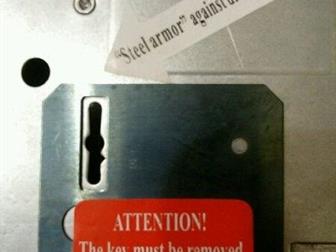 "Steel armor" against
ATTENTION!
The key must be removed